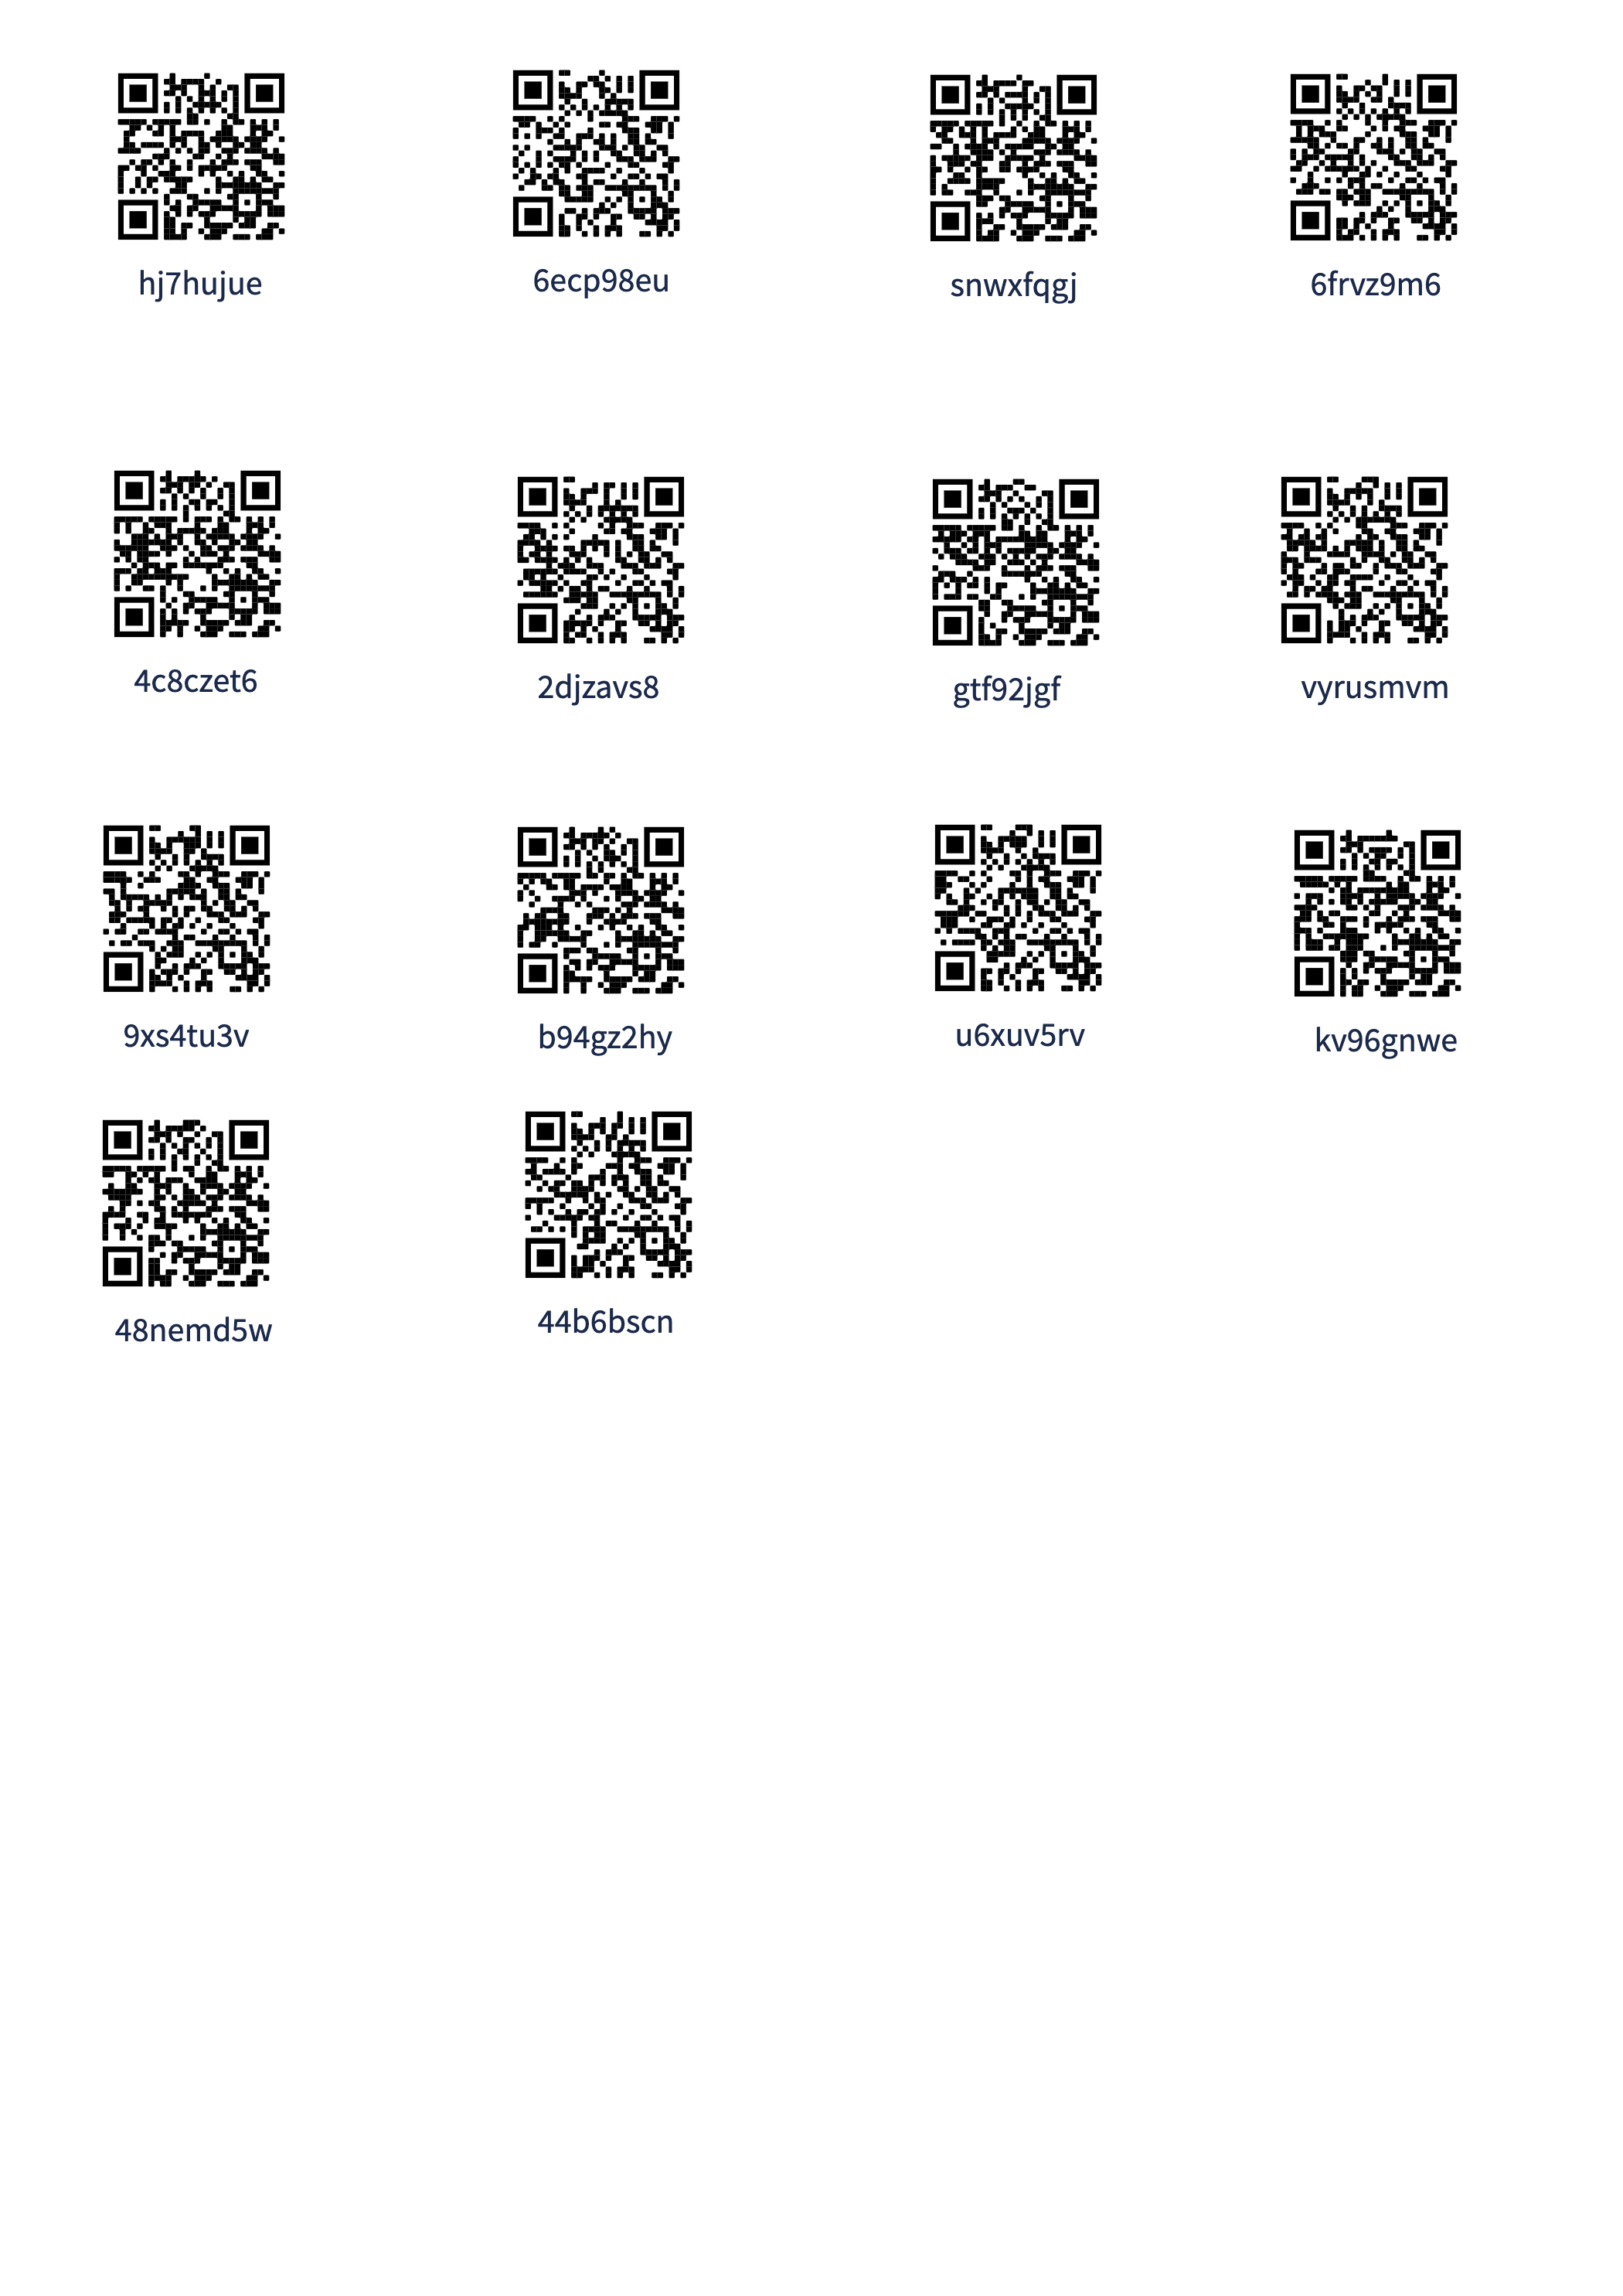 hj7hujue
6ecp98eu
snwxfqgj
6frvz9m6
4c8czet6
2djzavs8
gtf92jgf
vyrusmvm
9xs4tu3v
b94gz2hy
u6xuv5rv
kv96gnwe
48nemd5w
44b6bscn